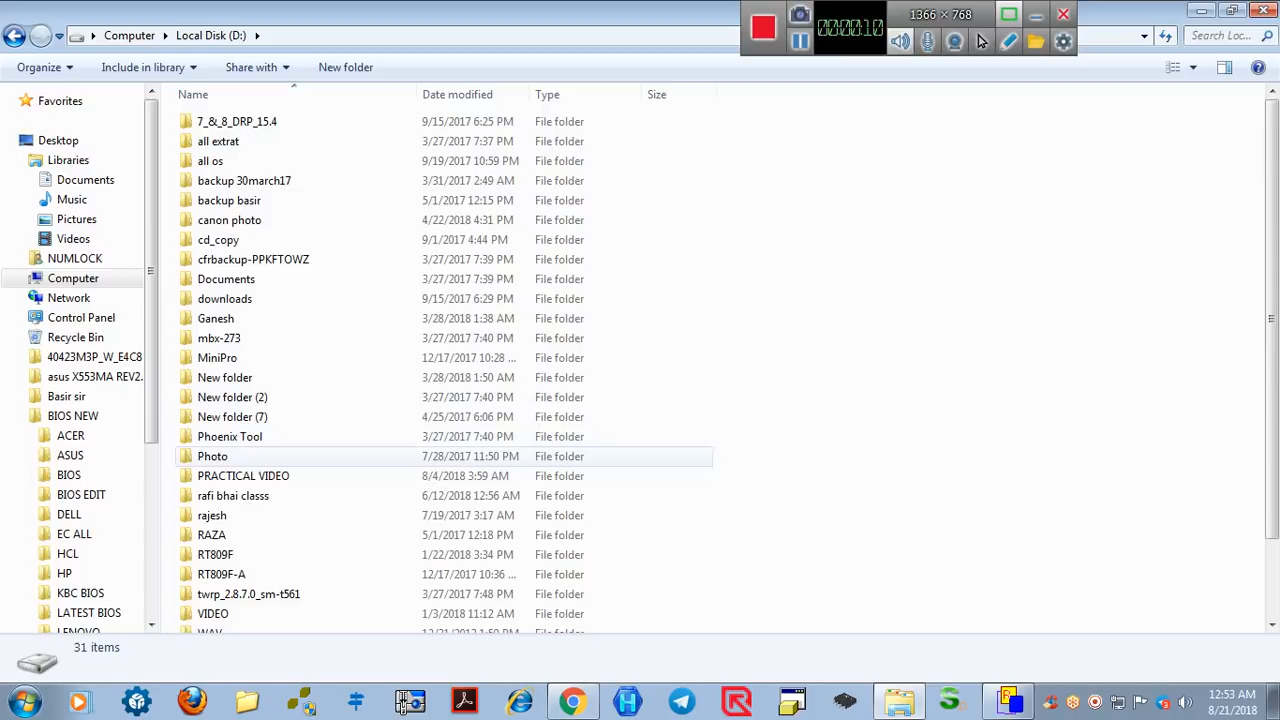 1366 × 768
00:00:10
Computer
Local Disk (D:)
Search Loc...
Organize
Include in library
Share with
New folder
Name
Date modified
Type
Size
Favorites
Desktop
Libraries
Documents
Music
Pictures
Videos
NUMLOCK
Computer
Network
Control Panel
Recycle Bin
40423M3P_W_E4C8
asus X553MA REV2.
Basir sir
BIOS NEW
ACER
ASUS
BIOS
BIOS EDIT
DELL
EC ALL
HCL
HP
KBC BIOS
LATEST BIOS
LENOVO
7_&_8_DRP_15.4 9/15/2017 6:25 PM File folder
all extrat 3/27/2017 7:37 PM File folder
all os 9/19/2017 10:59 PM File folder
backup 30march17 3/31/2017 2:49 AM File folder
backup basir 5/1/2017 12:15 PM File folder
canon photo 4/22/2018 4:31 PM File folder
cd_copy 9/1/2017 4:44 PM File folder
cfrbackup-PPKFTOWZ 3/27/2017 7:39 PM File folder
Documents 3/27/2017 7:39 PM File folder
downloads 9/15/2017 6:29 PM File folder
Ganesh 3/28/2018 1:38 AM File folder
mbx-273 3/27/2017 7:40 PM File folder
MiniPro 12/17/2017 10:28 ... File folder
New folder 3/28/2018 1:50 AM File folder
New folder (2) 3/27/2017 7:40 PM File folder
New folder (7) 4/25/2017 6:06 PM File folder
Phoenix Tool 3/27/2017 7:40 PM File folder
Photo 7/28/2017 11:50 PM File folder
PRACTICAL VIDEO 8/4/2018 3:59 AM File folder
rafi bhai classs 6/12/2018 12:56 AM File folder
rajesh 7/19/2017 3:17 AM File folder
RAZA 5/1/2017 12:18 PM File folder
RT809F 1/22/2018 3:34 PM File folder
RT809F-A 12/17/2017 10:36 ... File folder
twrp_2.8.7.0_sm-t561 3/27/2017 7:48 PM File folder
VIDEO 1/3/2018 11:12 AM File folder
31 items
12:53 AM
8/21/2018